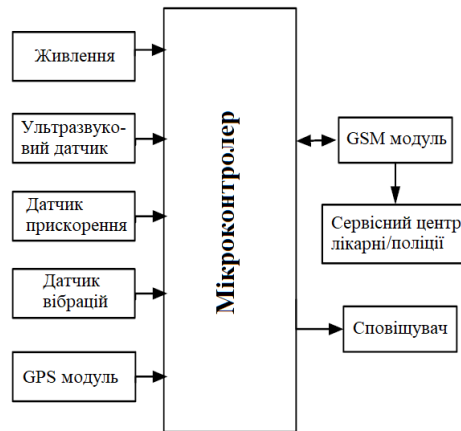 Живлення
Ультразвуко-
вий датчик
Датчик
прискорення
Датчик
вібрацій
GPS модуль
Мікроконтролер
GSM модуль
Сервісний центр
лікарні/поліції
Сповіщувач